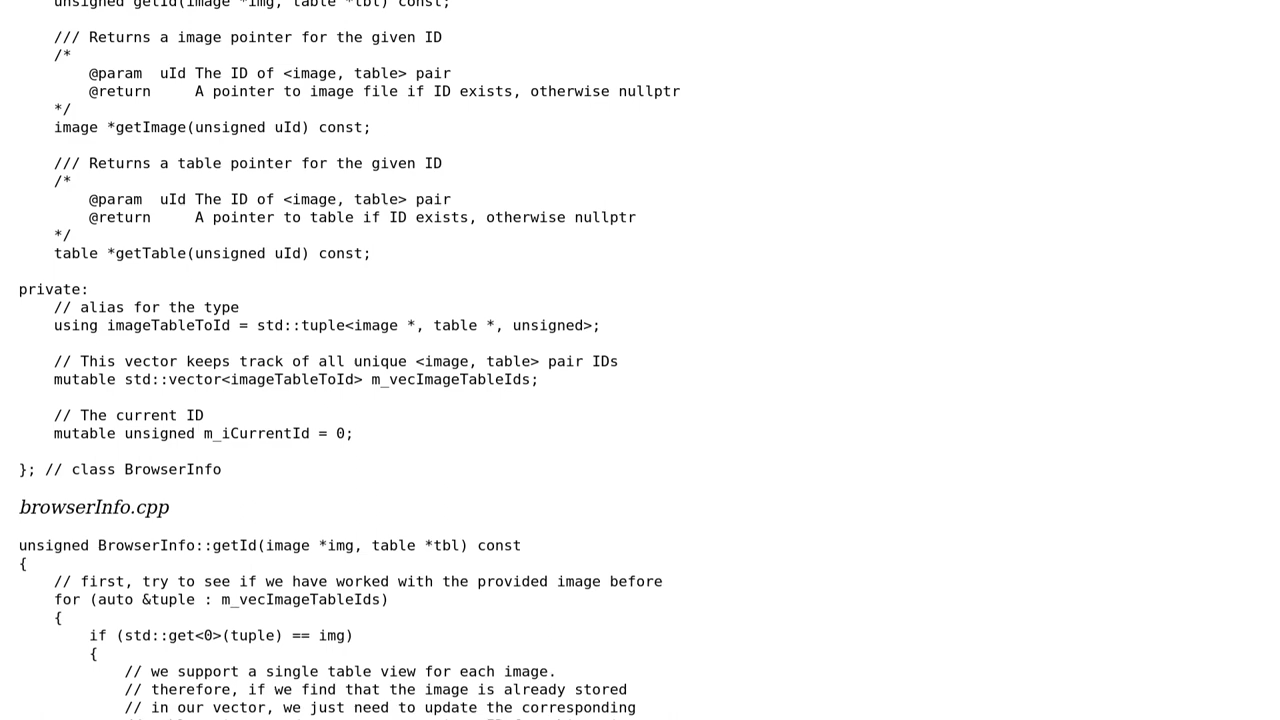 unsigned getId(image *img, table *tbl) const;
/// Returns a image pointer for the given ID
/*
@param  uId The ID of <image, table> pair
@return     A pointer to image file if ID exists, otherwise nullptr
*/
image *getImage(unsigned uId) const;
/// Returns a table pointer for the given ID
/*
@param  uId The ID of <image, table> pair
@return     A pointer to table if ID exists, otherwise nullptr
*/
table *getTable(unsigned uId) const;
private:
// alias for the type
using imageTableToId = std::tuple<image *, table *, unsigned>;
// This vector keeps track of all unique <image, table> pair IDs
mutable std::vector<imageTableToId> m_vecImageTableIds;
// The current ID
mutable unsigned m_iCurrentId = 0;
}; // class BrowserInfo
browserInfo.cpp
unsigned BrowserInfo::getId(image *img, table *tbl) const
{
// first, try to see if we have worked with the provided image before
for (auto &tuple : m_vecImageTableIds)
{
if (std::get<0>(tuple) == img)
{
// we support a single table view for each image.
// therefore, if we find that the image is already stored
// in our vector, we just need to update the corresponding